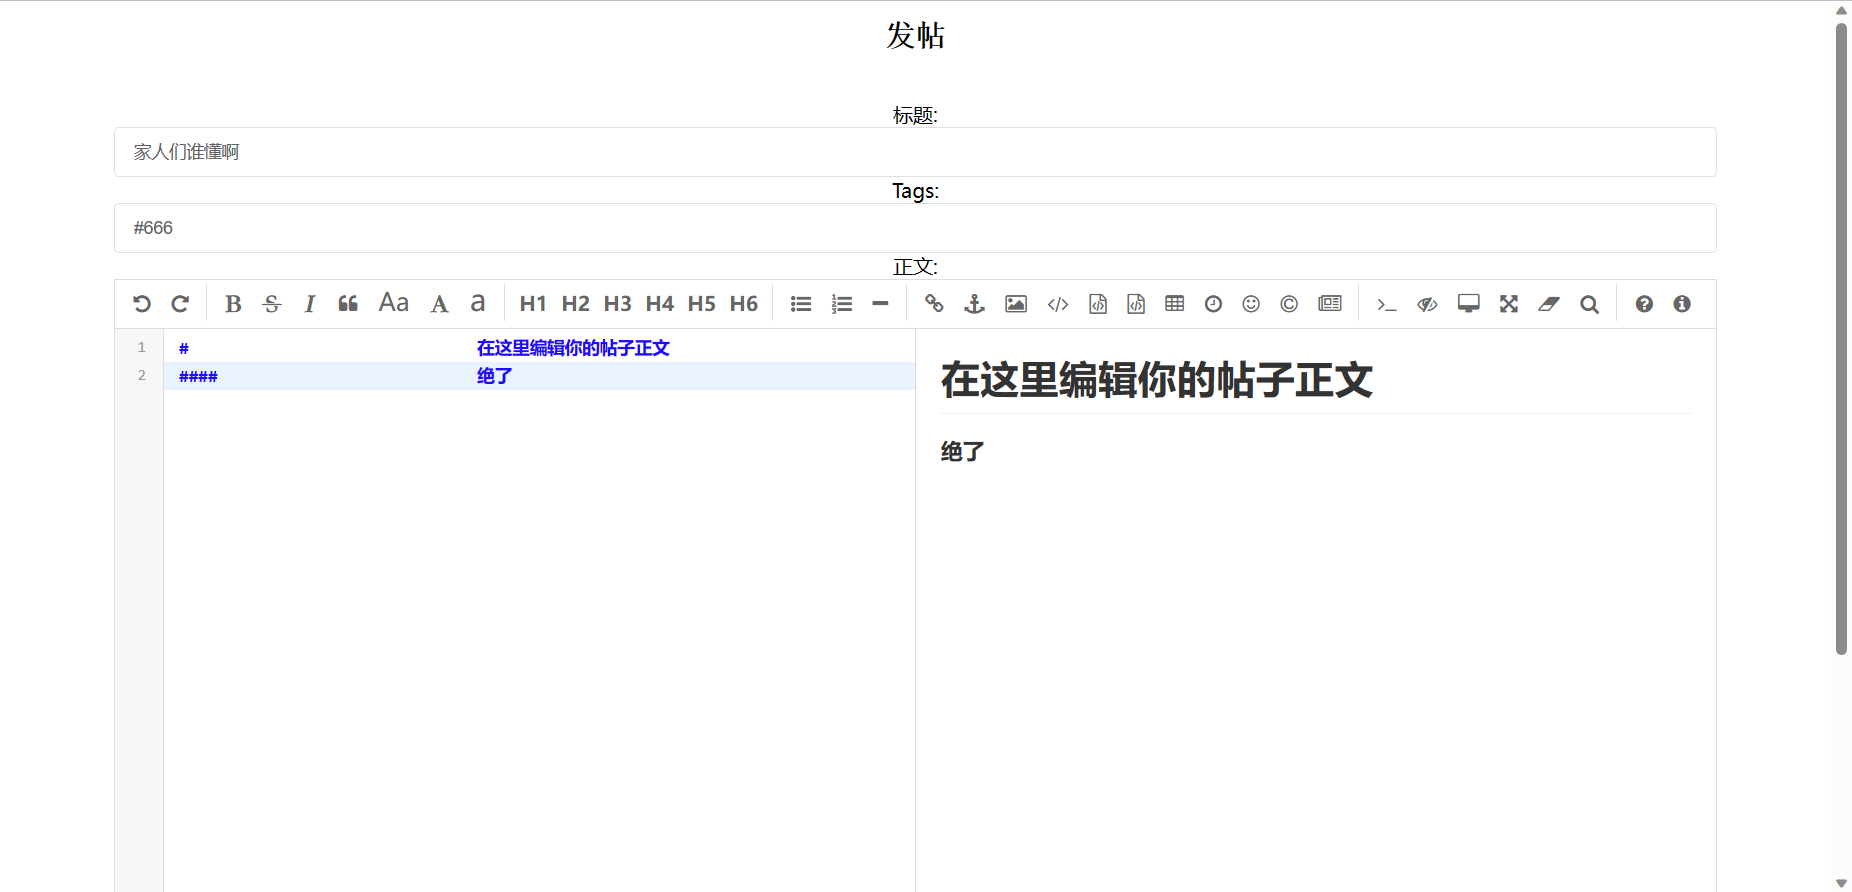 发帖
标题:
家人们谁懂啊
Tags:
#666
正文:
B S I Aa A a H1 H2 H3 H4 H5 H6
1 # 在这里编辑你的帖子正文
2 #### 绝了
在这里编辑你的帖子正文
绝了